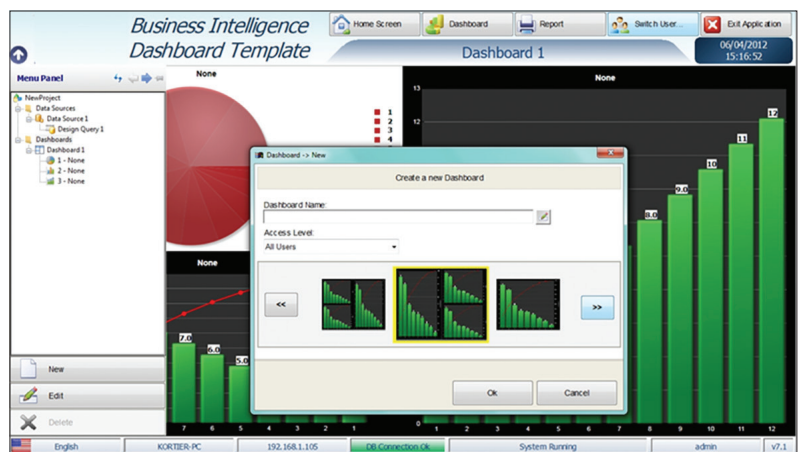 Business Intelligence
Dashboard Template
Home Screen
Dashboard
Report
Switch User...
Exit Application
Dashboard 1
06/04/2012
15:16:52
Menu Panel
NewProject
Data Sources
Data Source 1
Design Query 1
Dashboards
Dashboard 1
1 - None
2 - None
3 - None
New
Edit
Delete
None
1
2
3
4
None
7.0
6.0
5.0
7 6 5 4 3 2 1
None
13
12
8.0
9.0
10
11
12
0
1 2 3 4 5 6 7 8 9 10 11 12
Dashboard -> New
Create a new Dashboard
Dashboard Name:
Access Level:
All Users
<<
>>
Ok
Cancel
English
KORTIER-PC
192.168.1.105
DB Connection Ok
System Running
admin
v7.1